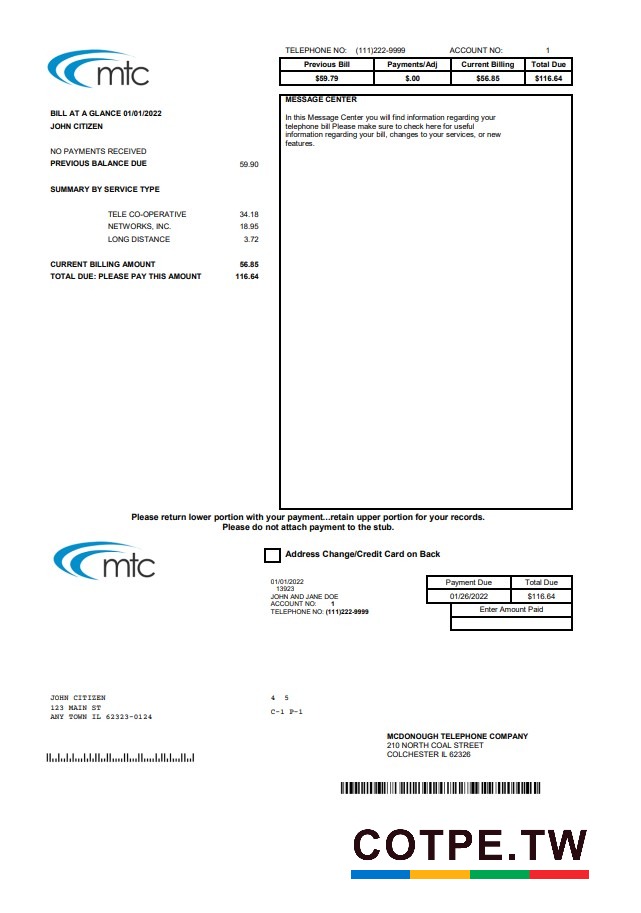 mtc
TELEPHONE NO: (111)222-9999 ACCOUNT NO: 1
Previous Bill Payments/Adj Current Billing Total Due
$59.79 $.00 $56.85 $116.64
BILL AT A GLANCE 01/01/2022
JOHN CITIZEN
NO PAYMENTS RECEIVED
PREVIOUS BALANCE DUE 59.90
SUMMARY BY SERVICE TYPE
TELE CO-OPERATIVE 34.18
NETWORKS, INC. 18.95
LONG DISTANCE 3.72
CURRENT BILLING AMOUNT 56.85
TOTAL DUE: PLEASE PAY THIS AMOUNT 116.64
MESSAGE CENTER
In this Message Center you will find information regarding your
telephone bill Please make sure to check here for useful
information regarding your bill, changes to your services, or new
features.
Please return lower portion with your payment...retain upper portion for your records.
Please do not attach payment to the stub.
mtc
Address Change/Credit Card on Back
01/01/2022
13923
JOHN AND JANE DOE
ACCOUNT NO: 1
TELEPHONE NO: (111)222-9999
Payment Due Total Due
01/26/2022 $116.64
Enter Amount Paid
JOHN CITIZEN
123 MAIN ST
ANY TOWN IL 62323-0124
4 5
C-1 P-1
MCDONOUGH TELEPHONE COMPANY
210 NORTH COAL STREET
COLCHESTER IL 62326
COTPE.TW